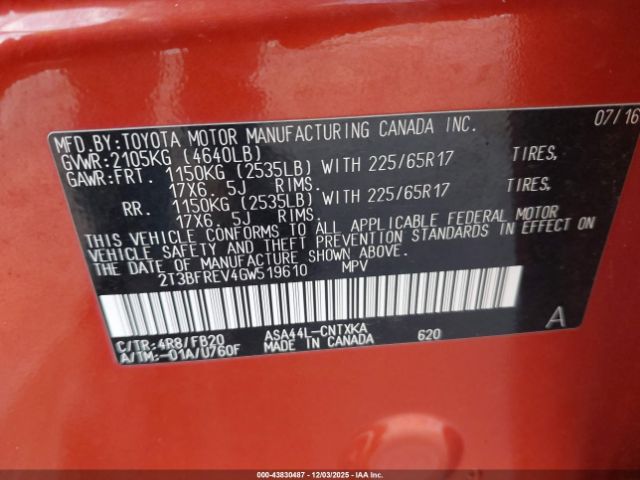 07/16
MFD.BY:TOYOTA MOTOR MANUFACTURING CANADA INC.
GVWR:2105KG (4640LB)
GAWR:FRT. 1150KG (2535LB) WITH 225/65R17 TIRES,
17X6.5J RIMS.
RR. 1150KG (2535LB) WITH 225/65R17 TIRES,
17X6.5J RIMS.
THIS VEHICLE CONFORMS TO ALL APPLICABLE FEDERAL MOTOR
VEHICLE SAFETY AND THEFT PREVENTION STANDARDS IN EFFECT ON
THE DATE OF MANUFACTURE SHOWN ABOVE.
2T3BFREV4GW519610 MPV
C/TR:4R8/FB20 ASA44L-CNTXKA 620 A
A/TM:-01A/U760F MADE IN CANADA
000-43830487 - 12/03/2025 - IAA